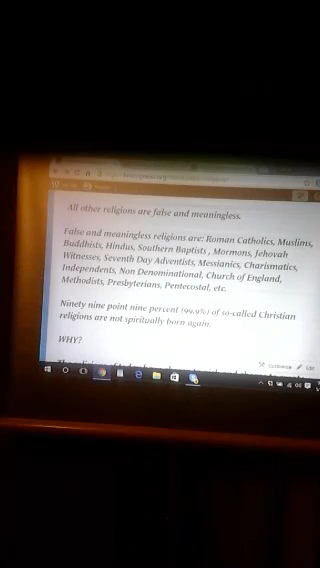 All other religions are false and meaningless.
False and meaningless religions are: Roman Catholics, Muslims,
Buddhists, Hindus, Southern Baptists , Mormons, Jehovah
Witnesses, Seventh Day Adventists, Messianics, Charismatics,
Independents, Non Denominational, Church of England,
Methodists, Presbyterians, Pentecostal, etc.
Ninety nine point nine percent (99.9%) of so-called Christian
religions are not spiritually born again.
WHY?
Customize Edit